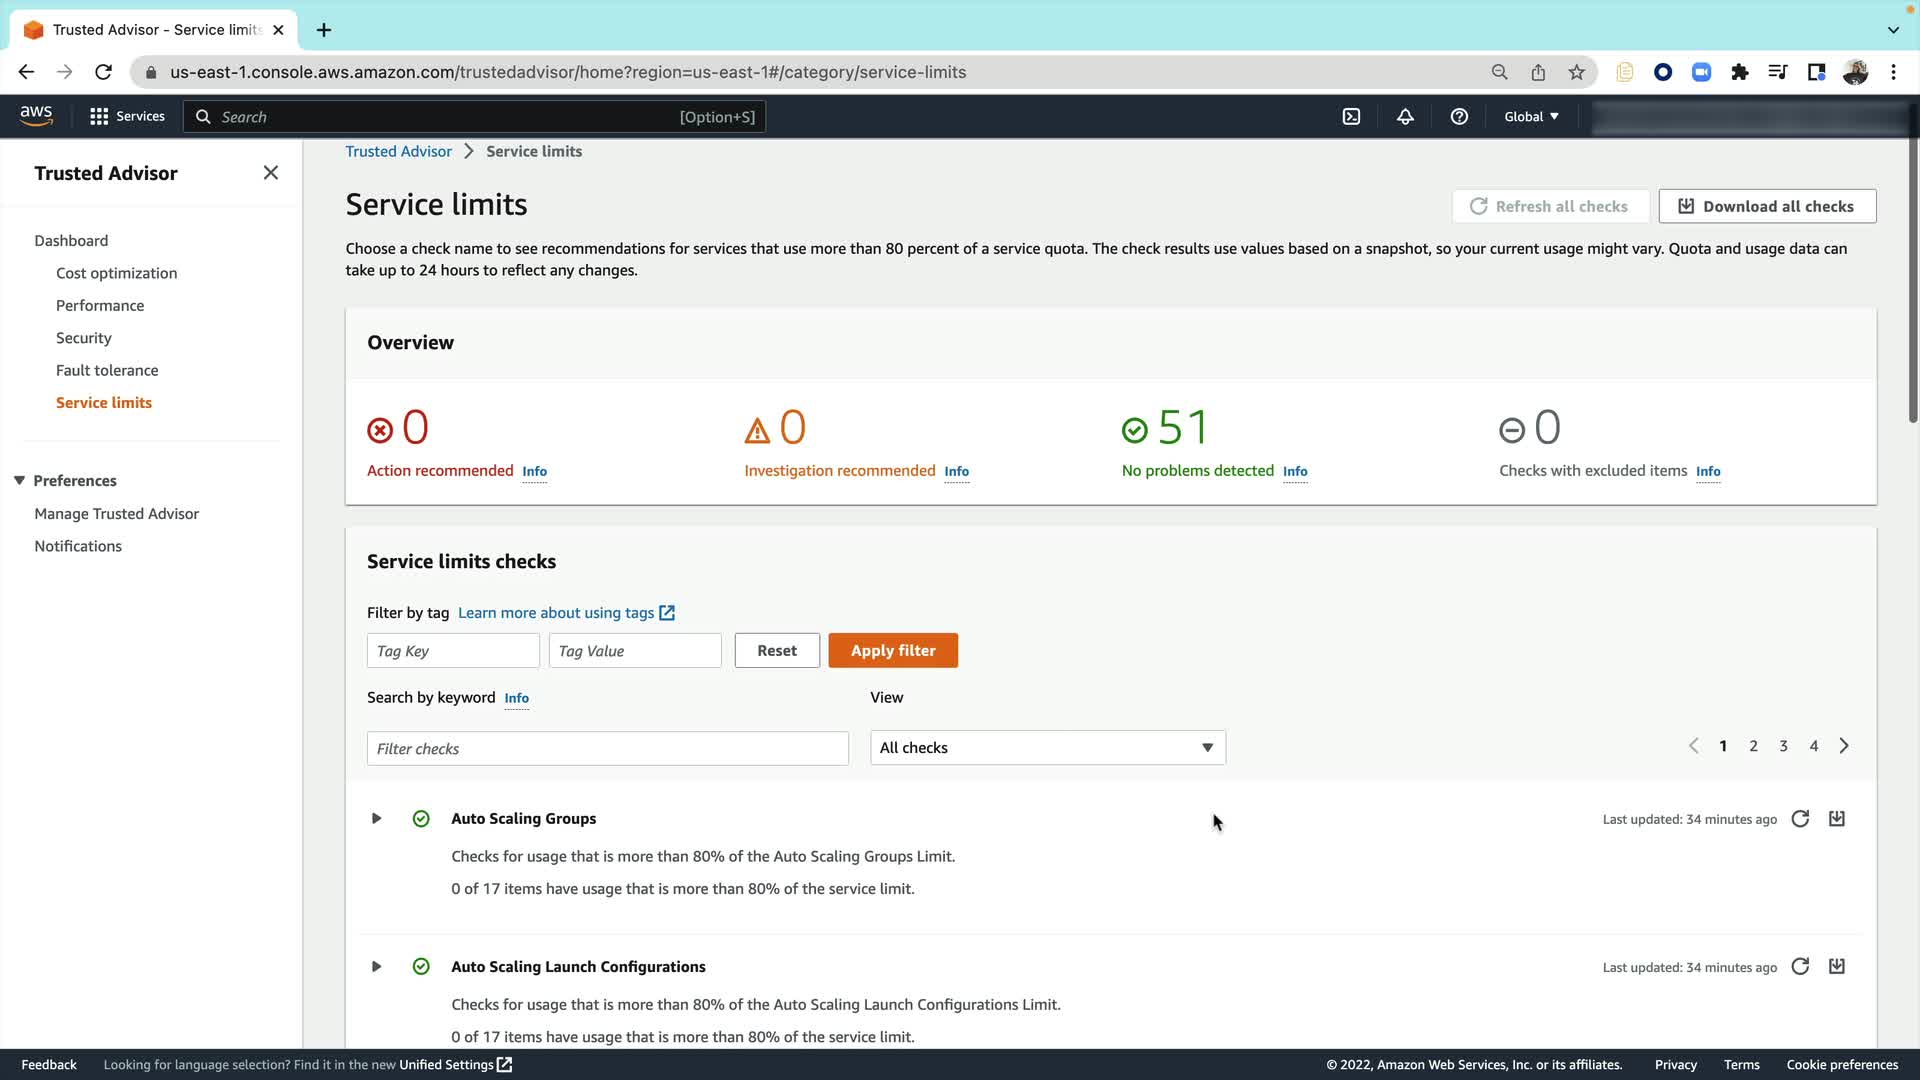 Trusted Advisor - Service limits
us-east-1.console.aws.amazon.com/trustedadvisor/home?region=us-east-1#/category/service-limits
aws
Services
Search
[Option+S]
Global
Trusted Advisor
Dashboard
Cost optimization
Performance
Security
Fault tolerance
Service limits
Preferences
Manage Trusted Advisor
Notifications
Trusted Advisor > Service limits
Service limits
Refresh all checks
Download all checks
Choose a check name to see recommendations for services that use more than 80 percent of a service quota. The check results use values based on a snapshot, so your current usage might vary. Quota and usage data can
take up to 24 hours to reflect any changes.
Overview
0
Action recommended Info
0
Investigation recommended Info
51
No problems detected Info
0
Checks with excluded items Info
Service limits checks
Filter by tag Learn more about using tags
Tag Key
Tag Value
Reset
Apply filter
Search by keyword Info
View
Filter checks
All checks
1 2 3 4
Auto Scaling Groups
Last updated: 34 minutes ago
Checks for usage that is more than 80% of the Auto Scaling Groups Limit.
0 of 17 items have usage that is more than 80% of the service limit.
Auto Scaling Launch Configurations
Last updated: 34 minutes ago
Checks for usage that is more than 80% of the Auto Scaling Launch Configurations Limit.
0 of 17 items have usage that is more than 80% of the service limit.
Feedback
Looking for language selection? Find it in the new Unified Settings
© 2022, Amazon Web Services, Inc. or its affiliates.
Privacy
Terms
Cookie preferences